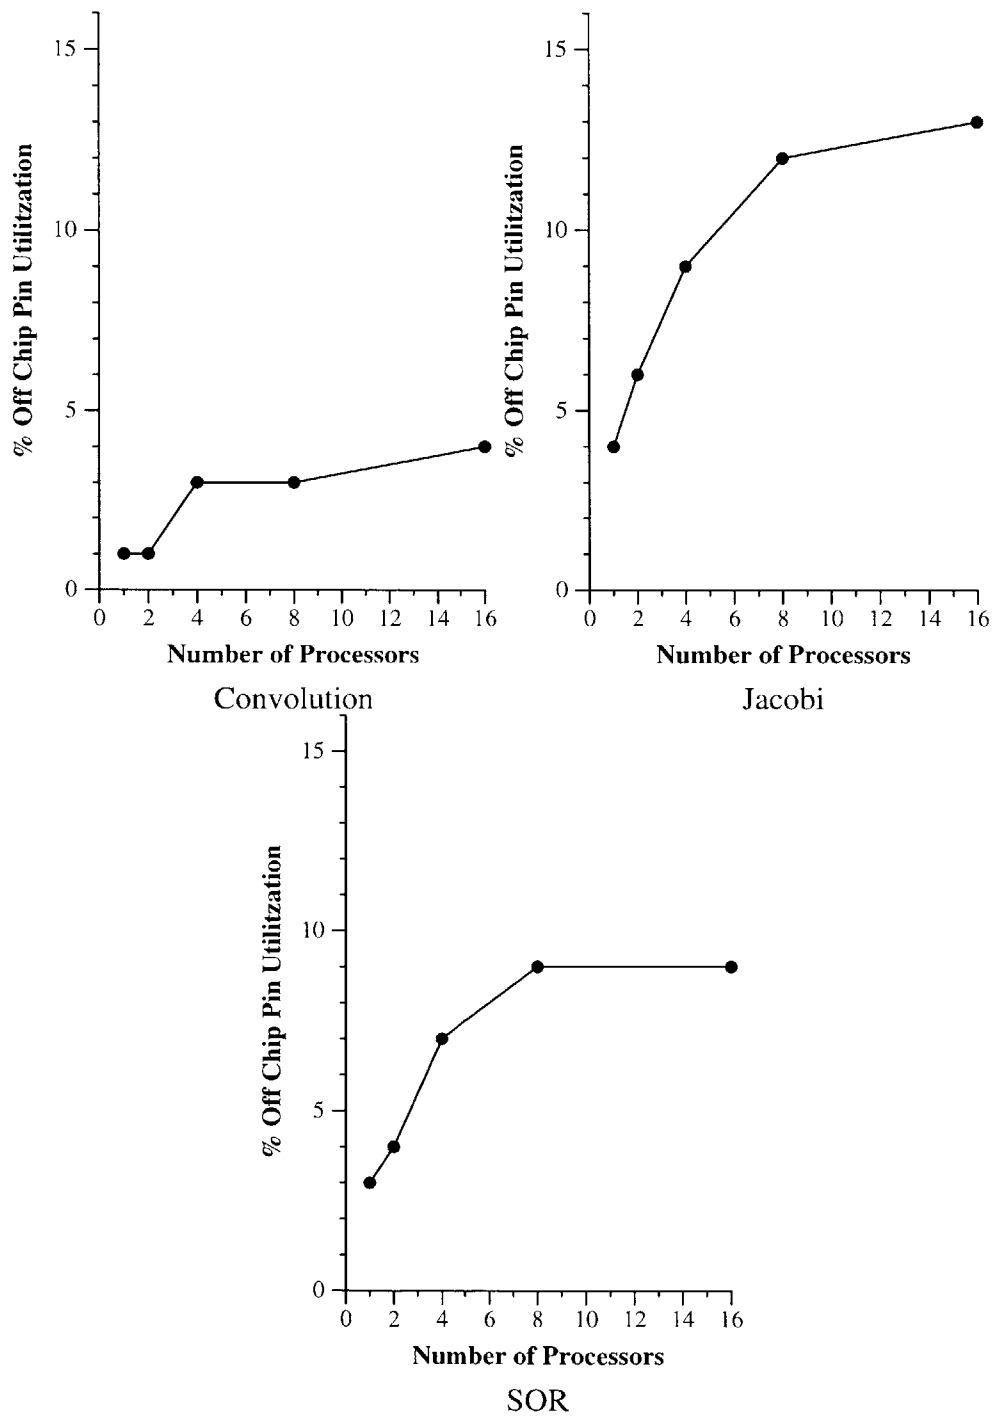 15
10
5
0
% Off Chip Pin Utilitzation
0 2 4 6 8 10 12 14 16
Number of Processors
Convolution
15
10
5
0
% Off Chip Pin Utilitzation
0 2 4 6 8 10 12 14 16
Number of Processors
Jacobi
15
10
5
0
% Off Chip Pin Utilitzation
0 2 4 6 8 10 12 14 16
Number of Processors
SOR